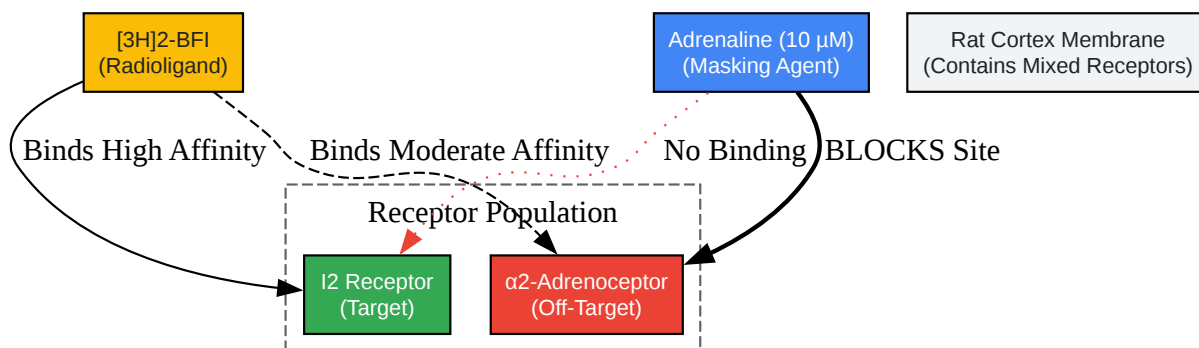 [3H]2-BFI
(Radioligand)
Adrenaline (10 µM)
(Masking Agent)
Rat Cortex Membrane
(Contains Mixed Receptors)
Binds High Affinity
Binds Moderate Affinity
No Binding
BLOCKS Site
Receptor Population
I2 Receptor
(Target)
α2-Adrenoceptor
(Off-Target)